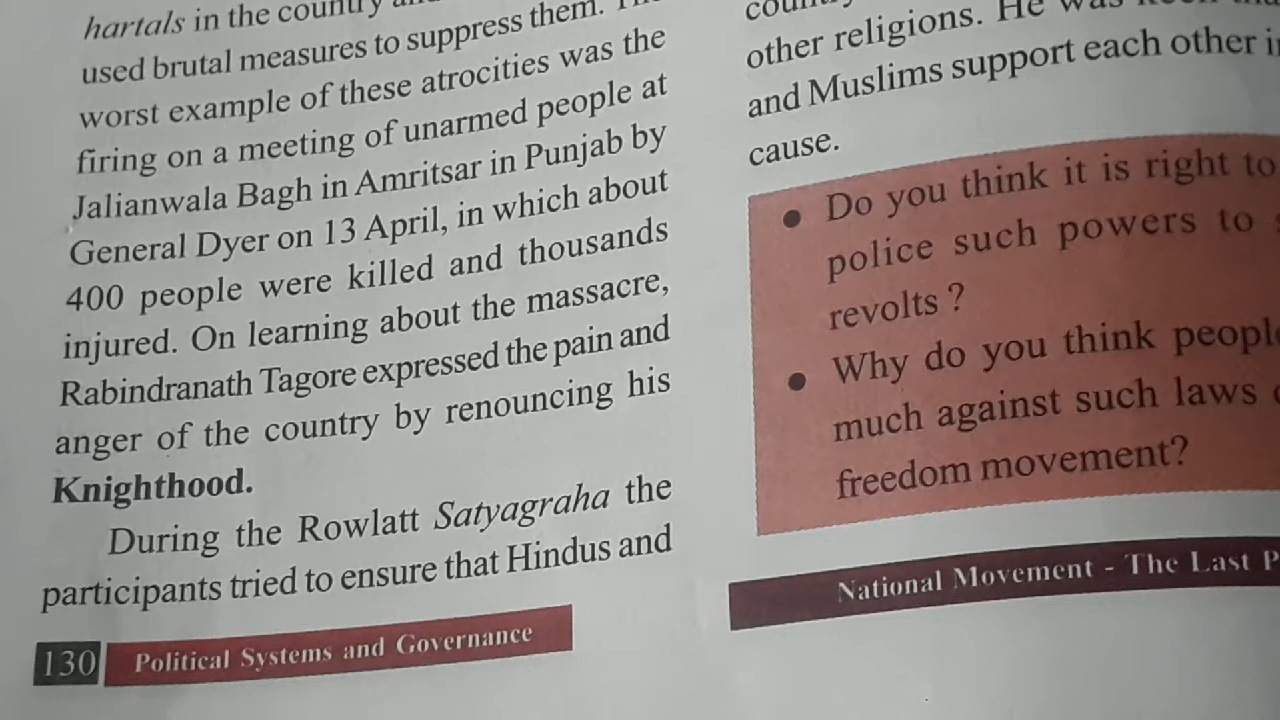 hartals in the country
used brutal measures to suppress them.
worst example of these atrocities was the
firing on a meeting of unarmed people at
Jalianwala Bagh in Amritsar in Punjab by
General Dyer on 13 April, in which about
400 people were killed and thousands
injured. On learning about the massacre,
Rabindranath Tagore expressed the pain and
anger of the country by renouncing his
Knighthood.
During the Rowlatt Satyagraha the
participants tried to ensure that Hindus and
130 Political Systems and Governance
other religions. He was
and Muslims support each other
cause.
• Do you think it is right to
police such powers to
revolts ?
• Why do you think
much against such laws
freedom movement?
National Movement - The Last